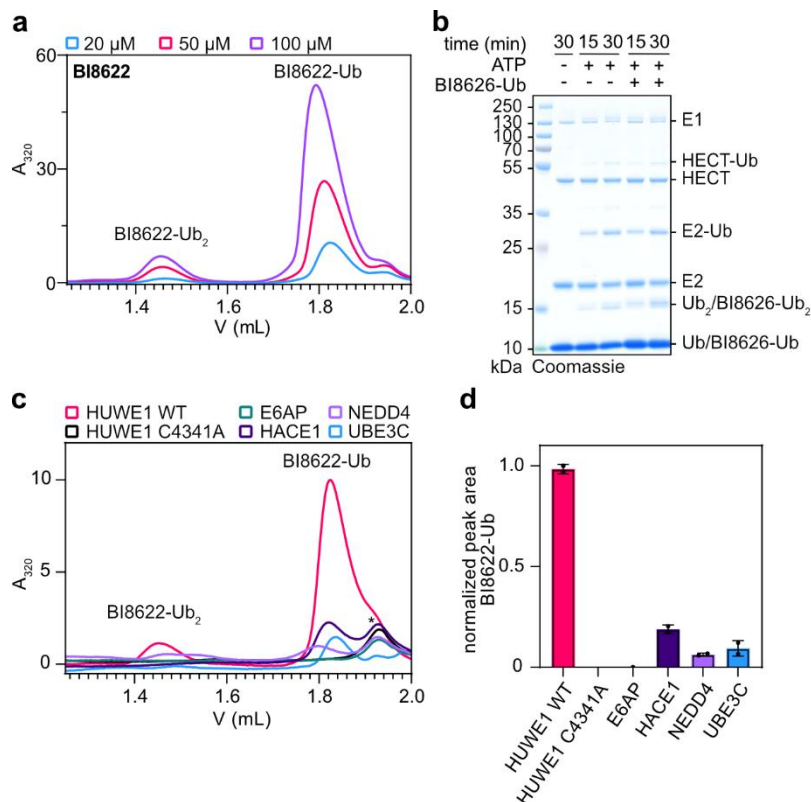 a
20 µM 50 µM 100 µM
BI8622
BI8622-Ub
BI8622-Ub₂
A₃₂₀
60
30
0
1.4 1.6 1.8 2.0
V (mL)
b
time (min) 30 15 30 15 30
ATP - + + + +
BI8626-Ub - - - + +
250
130
100
70
55
35
25
15
10
kDa Coomassie
E1
HECT-Ub
HECT
E2-Ub
E2
Ub₂/BI8626-Ub₂
Ub/BI8626-Ub
c
HUWE1 WT E6AP NEDD4
HUWE1 C4341A HACE1 UBE3C
BI8622-Ub
BI8622-Ub₂
*
A₃₂₀
10
5
0
1.4 1.6 1.8 2.0
V (mL)
d
normalized peak area
BI8622-Ub
1.0
0.5
0
HUWE1 WT
HUWE1 C4341A
E6AP
HACE1
NEDD4
UBE3C